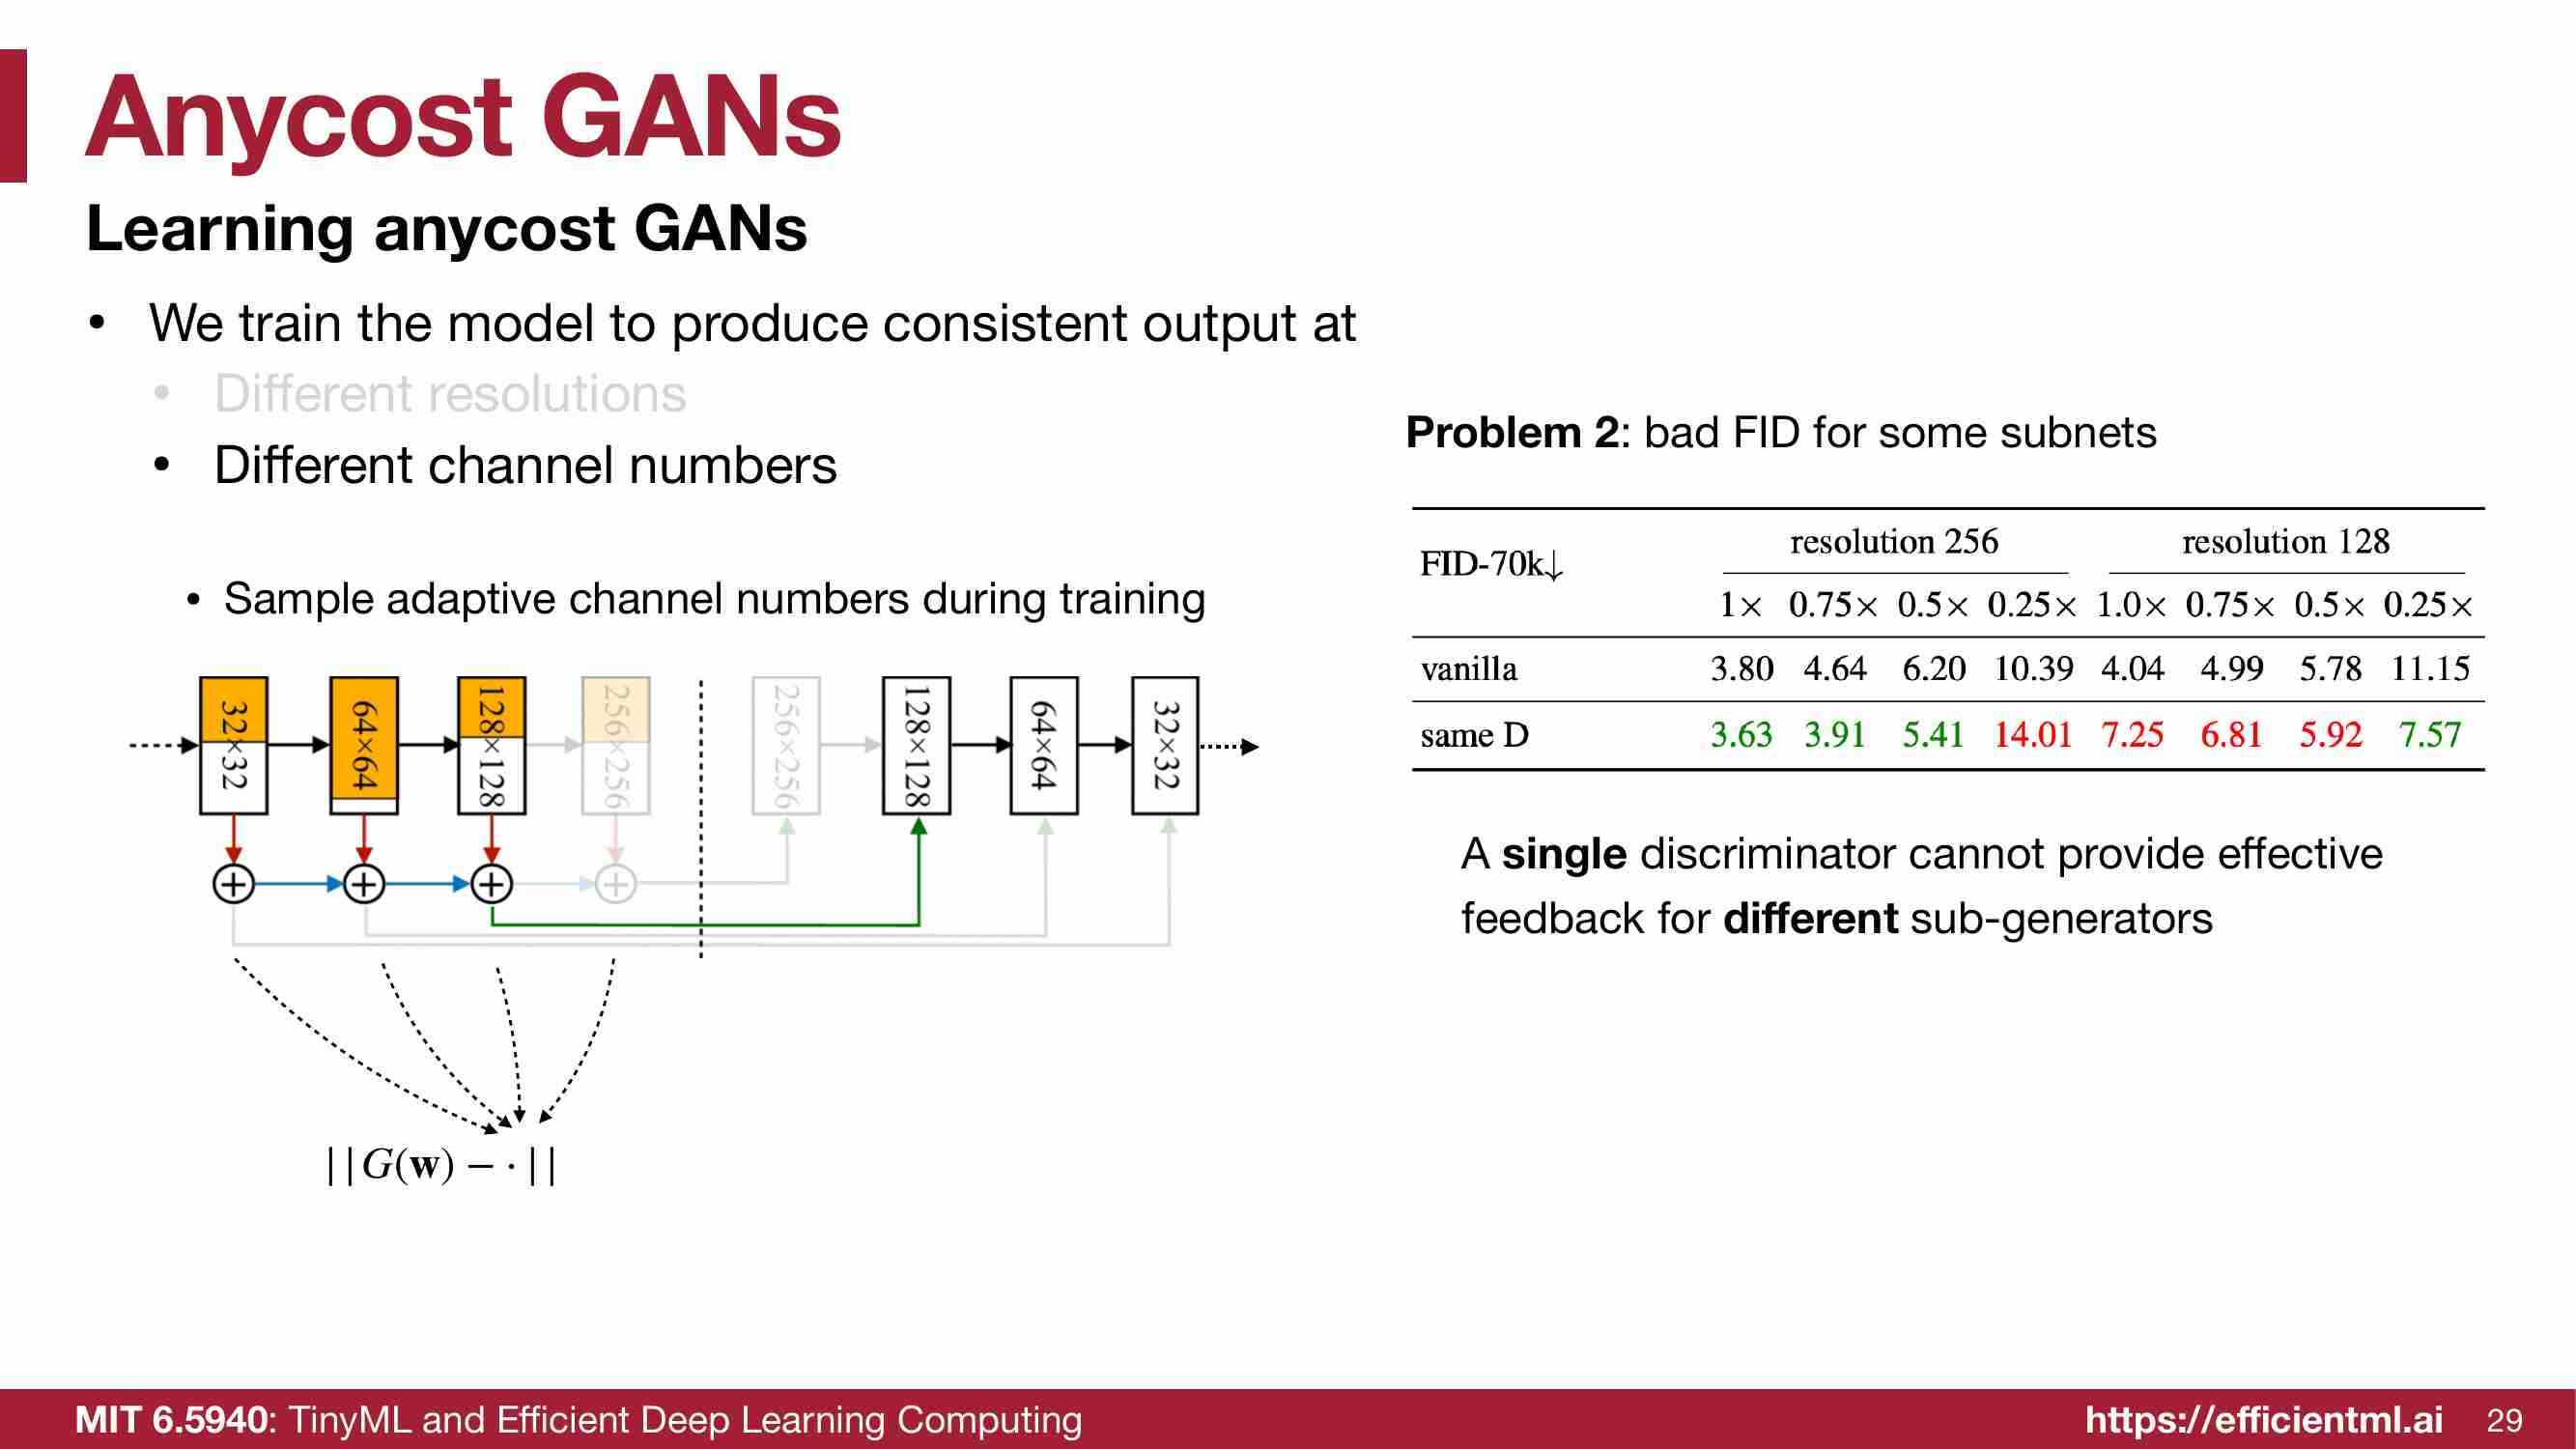 Anycost GANs
Learning anycost GANs
• We train the model to produce consistent output at
• Different resolutions
• Different channel numbers
• Sample adaptive channel numbers during training
32×32
64×64
128×128
256×256
256×256
128×128
64×64
32×32
||G(w) − · ||
Problem 2: bad FID for some subnets
FID-70k↓
resolution 256 resolution 128
1× 0.75× 0.5× 0.25× 1.0× 0.75× 0.5× 0.25×
vanilla 3.80 4.64 6.20 10.39 4.04 4.99 5.78 11.15
same D 3.63 3.91 5.41 14.01 7.25 6.81 5.92 7.57
A single discriminator cannot provide effective
feedback for different sub-generators
MIT 6.5940: TinyML and Efficient Deep Learning Computing
https://efficientml.ai 29